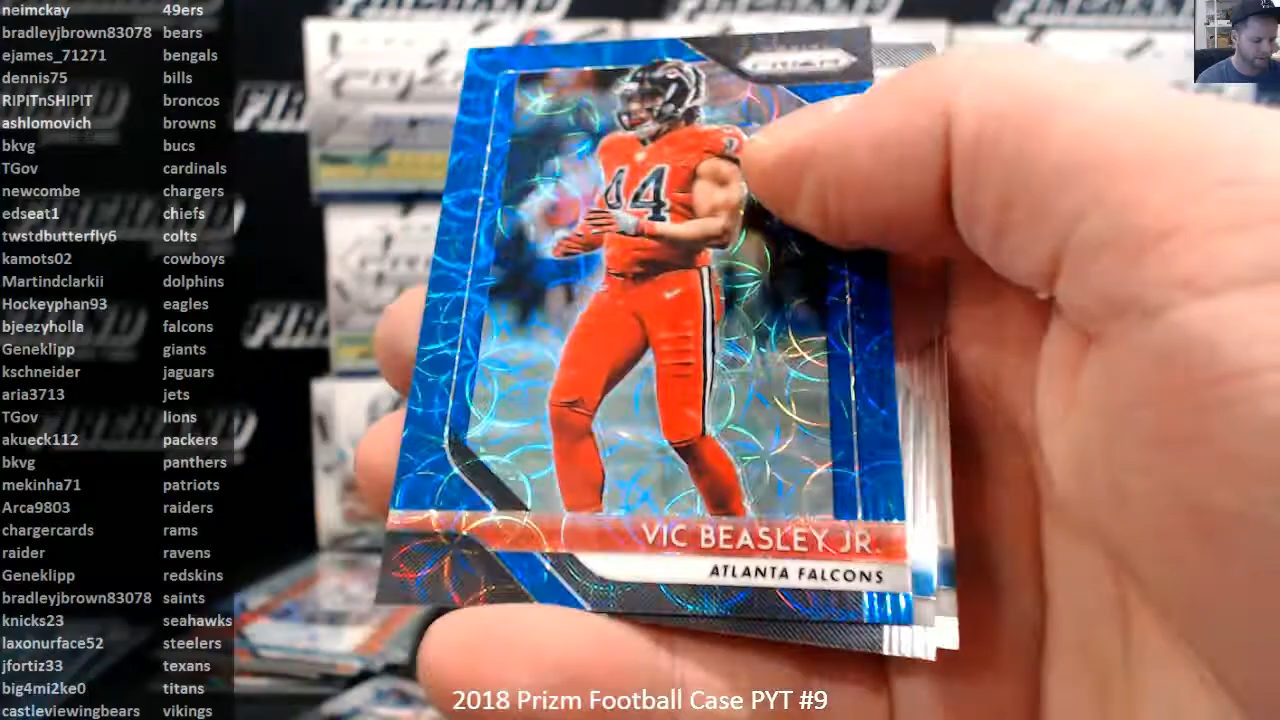 neimckay 49ers
bradleyjbrown83078 bears
ejames_71271 bengals
dennis75 bills
RIPITnSHIPIT broncos
ashlomovich browns
bkvg bucs
TGov cardinals
newcombe chargers
edseat1 chiefs
twstdbutterfly6 colts
kamots02 cowboys
Martindclarkii dolphins
Hockeyphan93 eagles
bjeezyholla falcons
Geneklipp giants
kschneider jaguars
aria3713 jets
TGov lions
akueck112 packers
bkvg panthers
mekinha71 patriots
Arca9803 raiders
chargercards rams
raider ravens
Geneklipp redskins
bradleyjbrown83078 saints
knicks23 seahawks
laxonurface52 steelers
jfortiz33 texans
big4mi2ke0 titans
castleviewingbears vikings
PRIZM
44
VIC BEASLEY JR.
ATLANTA FALCONS
2018 Prizm Football Case PYT #9